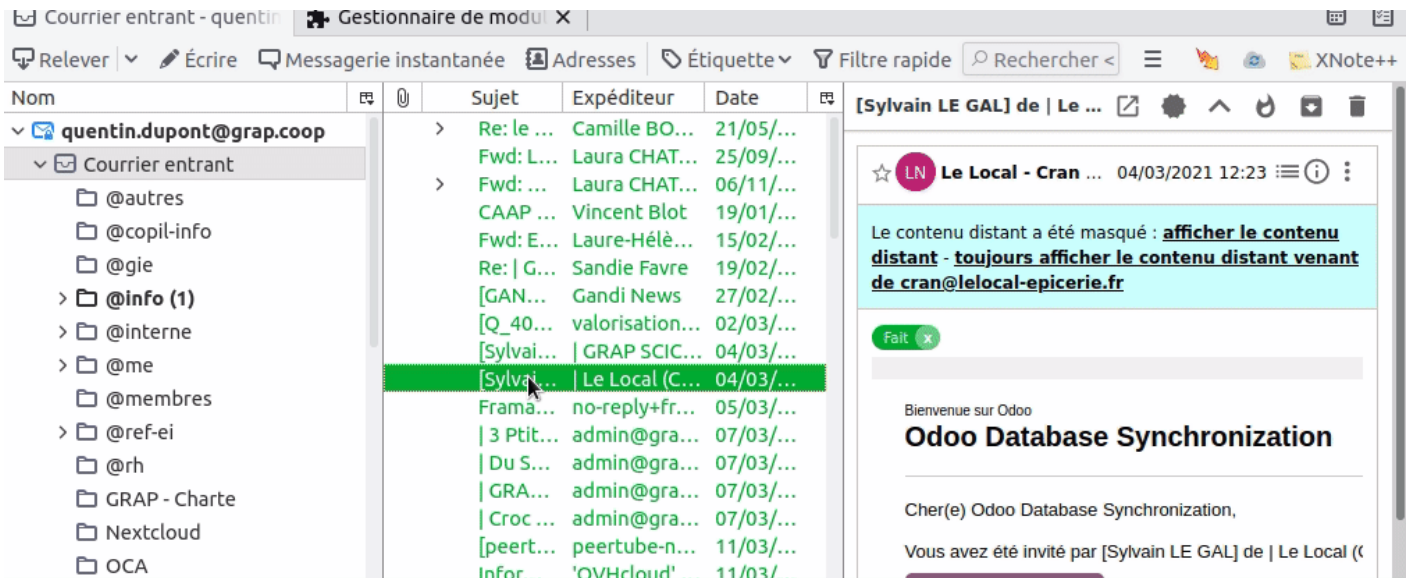 Courrier entrant - quentin Gestionnaire de modul X
Relever Écrire Messagerie instantanée Adresses Étiquette Filtre rapide Rechercher < XNote++
Nom
quentin.dupont@grap.coop
Courrier entrant
@autres
@copil-info
@gie
@info (1)
@interne
@me
@membres
@ref-ei
@rh
GRAP - Charte
Nextcloud
OCA
Sujet Expéditeur Date
Re: le ... Camille BO... 21/05/...
Fwd: L... Laura CHAT... 25/09/...
Fwd: ... Laura CHAT... 06/11/...
CAAP ... Vincent Blot 19/01/...
Fwd: E... Laure-Hélè... 15/02/...
Re: | G... Sandie Favre 19/02/...
[GAN... Gandi News 27/02/...
[Q_40... valorisation... 02/03/...
[Sylvai... | GRAP SCIC... 04/03/...
[Sylvai... | Le Local (C... 04/03/...
Frama... no-reply+fr... 05/03/...
| 3 Ptit... admin@gra... 07/03/...
| Du S... admin@gra... 07/03/...
| GRA... admin@gra... 07/03/...
| Croc ... admin@gra... 07/03/...
[peert... peertube-n... 11/03/...
Infor... 'OVHcloud' ... 11/03/...
[Sylvain LE GAL] de | Le ...
LN Le Local - Cran ... 04/03/2021 12:23
Le contenu distant a été masqué : afficher le contenu
distant - toujours afficher le contenu distant venant
de cran@lelocal-epicerie.fr
Fait x
Bienvenue sur Odoo
Odoo Database Synchronization
Cher(e) Odoo Database Synchronization,
Vous avez été invité par [Sylvain LE GAL] de | Le Local (